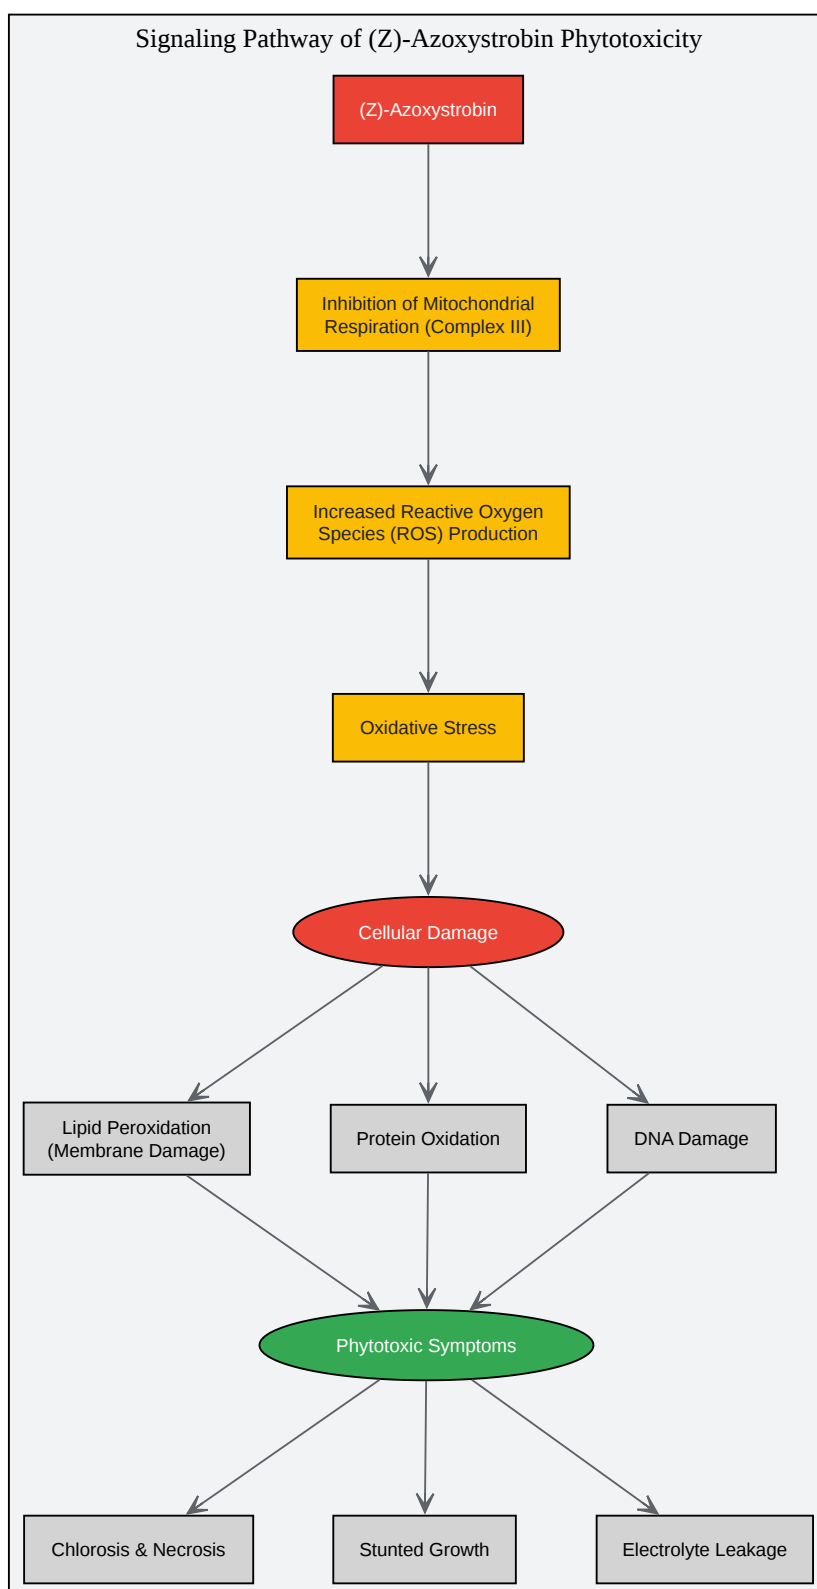 Signaling Pathway of (Z)-Azoxystrobin Phytotoxicity
(Z)-Azoxystrobin
Inhibition of Mitochondrial
Respiration (Complex III)
Increased Reactive Oxygen
Species (ROS) Production
Oxidative Stress
Cellular Damage
Lipid Peroxidation
(Membrane Damage)
Protein Oxidation
DNA Damage
Phytotoxic Symptoms
Chlorosis & Necrosis
Stunted Growth
Electrolyte Leakage